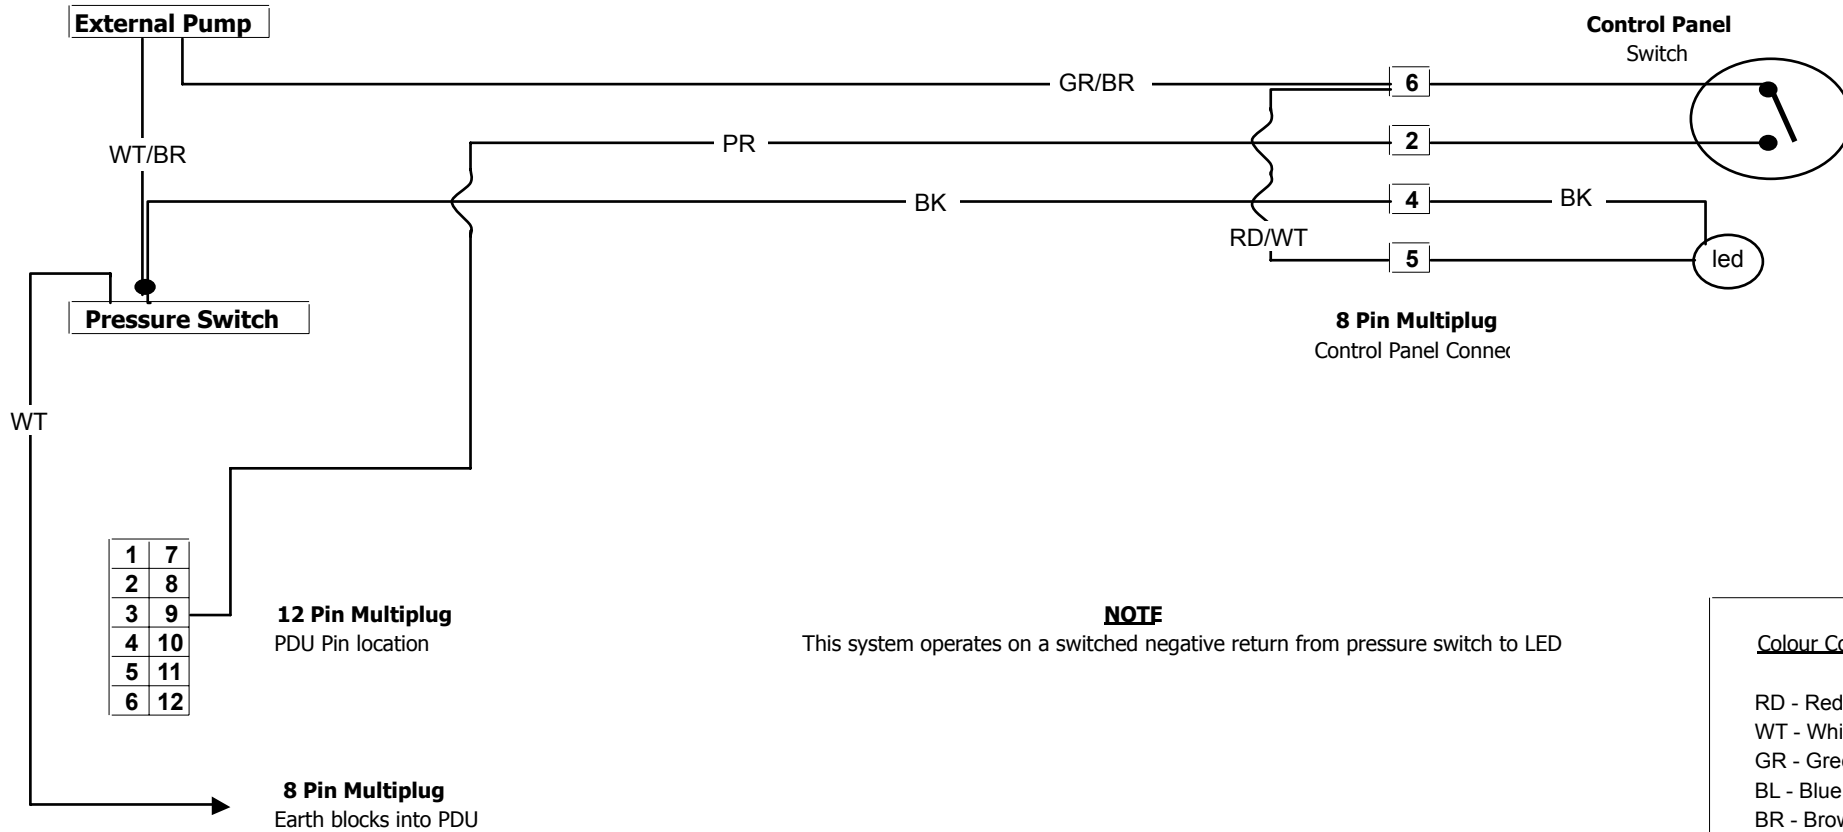 External Pump
Control Panel
Switch
GR/BR
6
WT/BR
PR
2
BK
4
BK
RD/WT
5
led
Pressure Switch
8 Pin Multiplug
Control Panel Connec
WT
1 7
2 8
3 9
4 10
5 11
6 12
12 Pin Multiplug
PDU Pin location
NOTE
This system operates on a switched negative return from pressure switch to LED
8 Pin Multiplug
Earth blocks into PDU
Colour Co
RD - Red
WT - Whi
GR - Gree
BL - Blue
BR - Brow